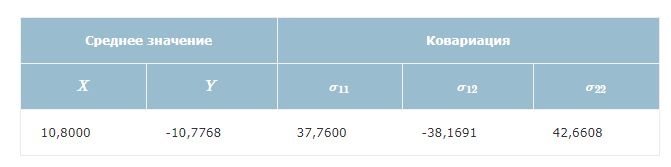 Среднее значение Ковариация
X Y σ11 σ12 σ22
10,8000 -10,7768 37,7600 -38,1691 42,6608